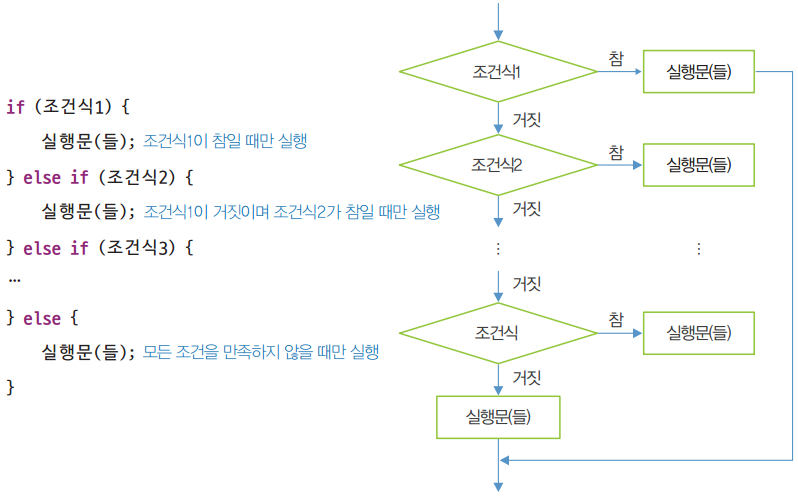 if (조건식1) {
실행문(들); 조건식1이 참일 때만 실행
} else if (조건식2) {
실행문(들); 조건식1이 거짓이며 조건식2가 참일 때만 실행
} else if (조건식3) {
…
} else {
실행문(들); 모든 조건을 만족하지 않을 때만 실행
}
조건식1
참
실행문(들)
거짓
조건식2
참
실행문(들)
거짓
⋮
⋮
거짓
조건식
참
실행문(들)
거짓
실행문(들)